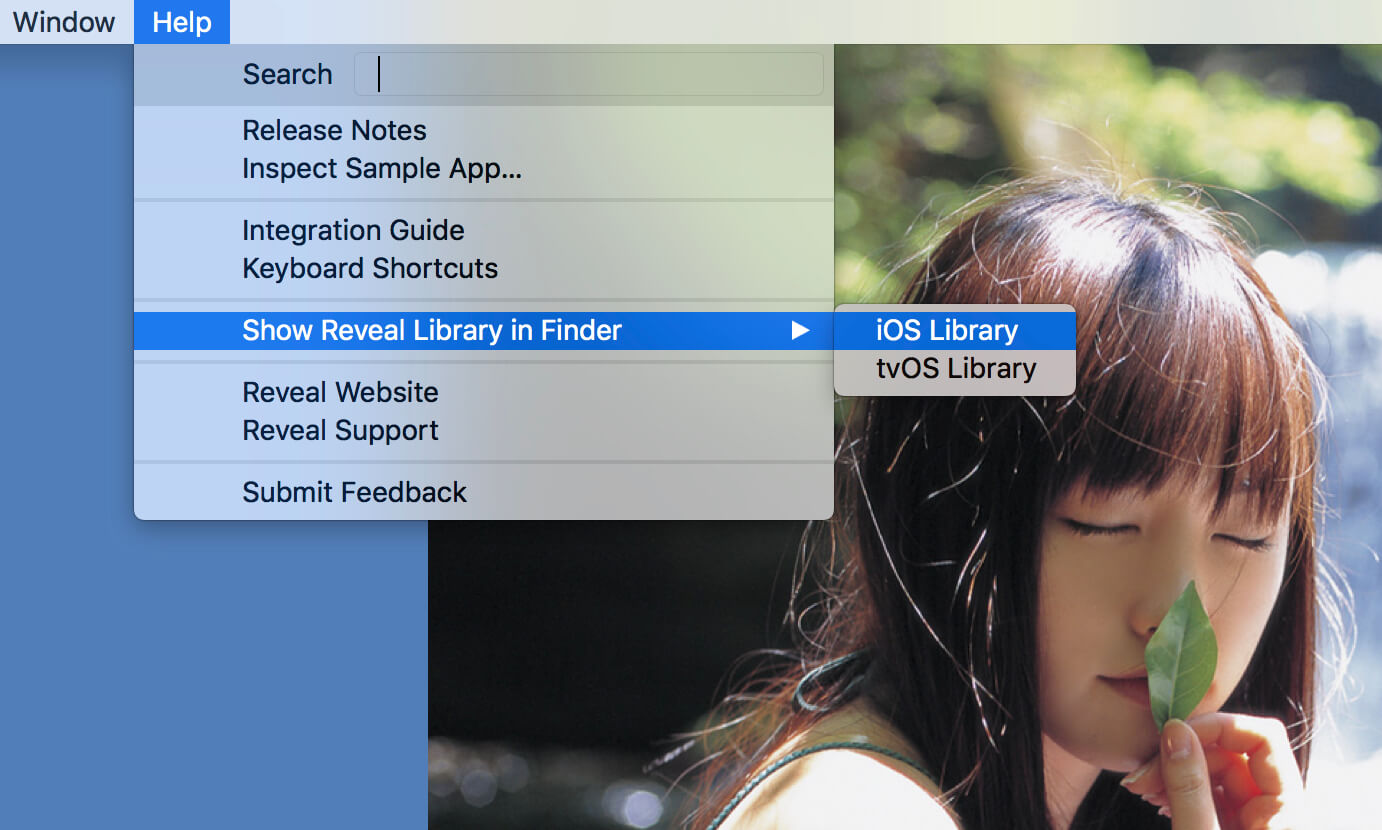 Window Help
Search
Release Notes
Inspect Sample App...
Integration Guide
Keyboard Shortcuts
Show Reveal Library in Finder
iOS Library
tvOS Library
Reveal Website
Reveal Support
Submit Feedback